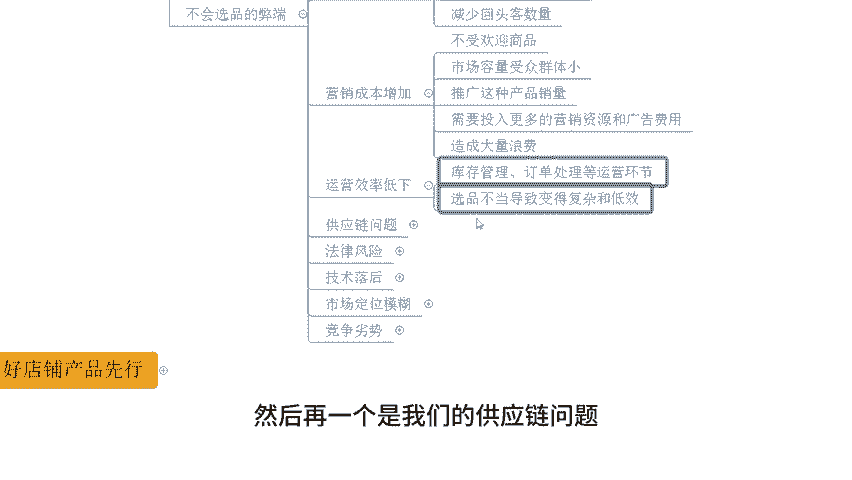 不会选品的弊端
减少回头客数量
不受欢迎商品
市场容量受众群体小
营销成本增加
推广这种产品销量
需要投入更多的营销资源和广告费用
造成大量浪费
库存管理、订单处理等运营环节
运营效率低下
选品不当导致变得复杂和低效
供应链问题
法律风险
技术落后
市场定位模糊
竞争劣势
好店铺产品先行
然后再一个是我们的供应链问题